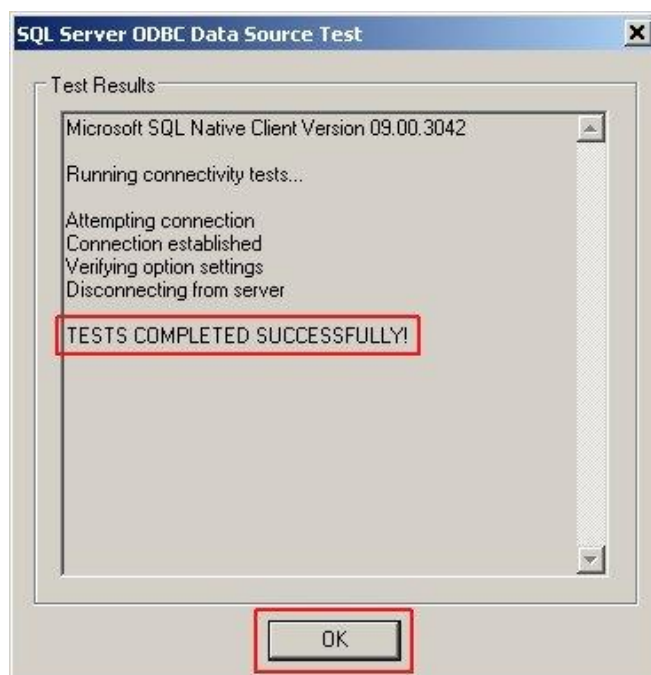 SQL Server ODBC Data Source Test
Test Results
Microsoft SQL Native Client Version 09.00.3042
Running connectivity tests...
Attempting connection
Connection established
Verifying option settings
Disconnecting from server
TESTS COMPLETED SUCCESSFULLY!
OK